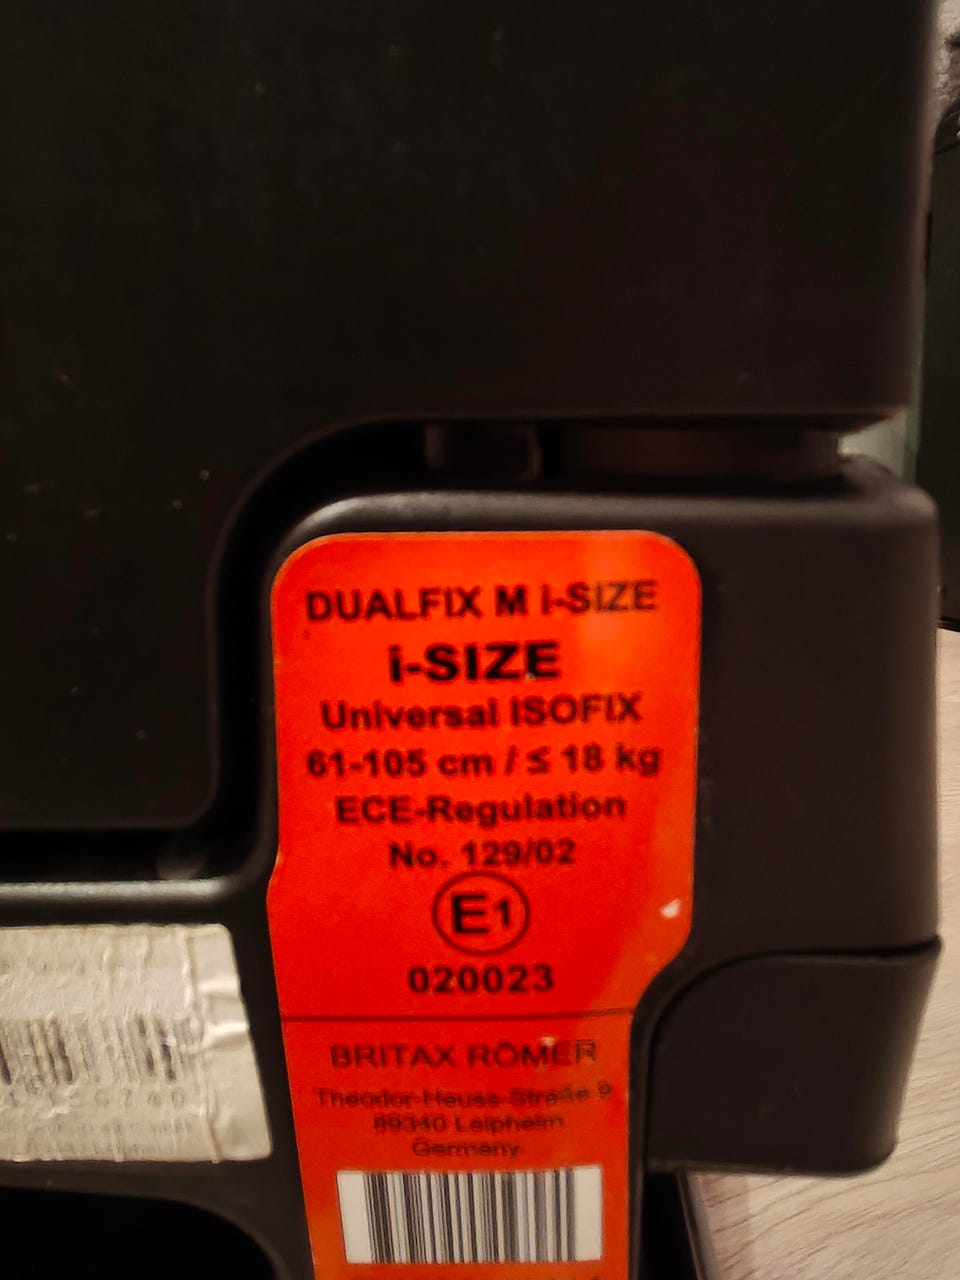 DUALFIX M i-SIZE
i-SIZE
Universal ISOFIX
61-105 cm / ≤ 18 kg
ECE-Regulation
No. 129/02
E1
020023
BRITAX RÖMER
Theodor-Heuss-Straße 9
89340 Leipheim
Germany